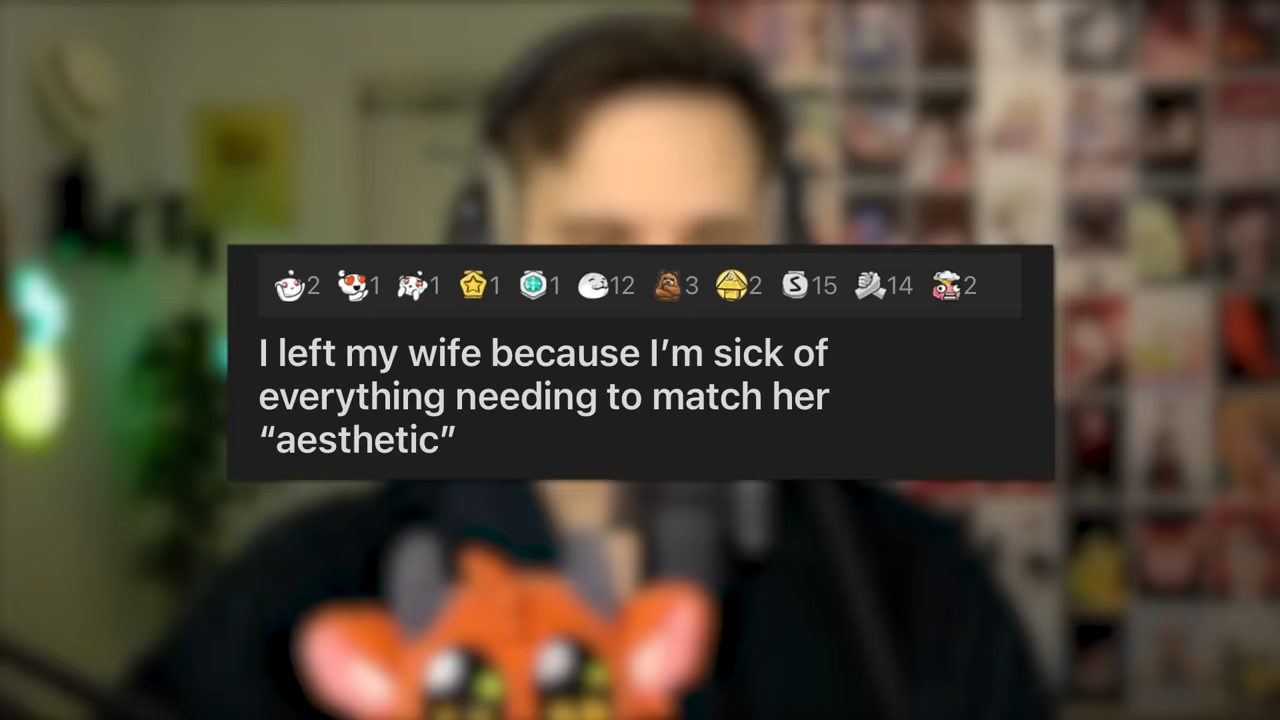 2 1 1 1 1 12 3 2 15 14 2
I left my wife because I’m sick of
everything needing to match her
“aesthetic”